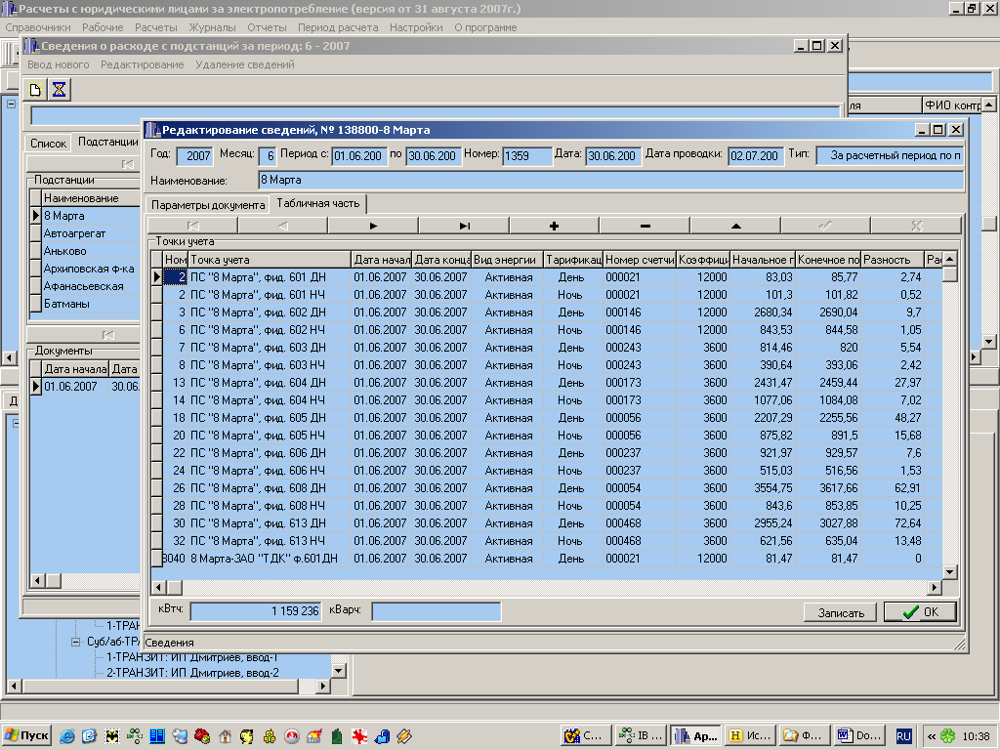 Расчеты с юридическими лицами за электропотребление (версия от 31 августа 2007г.)
Справочники Рабочие Расчеты Журналы Отчеты Период расчета Настройки О программе
Сведения о расходе с подстанций за период: 6 - 2007
Ввод нового Редактирование Удаление сведений
ля ФИО контр
Список Подстанции
Подстанции
Наименование
8 Марта
Автоагрегат
Аньково
Архиповская ф-ка
Афанасьевская
Батманы
Документы
Дата начала Дата
01.06.2007 30.06.
Редактирование сведений, № 138800-8 Марта
Год: 2007 Месяц: 6 Период с: 01.06.200 по 30.06.200 Номер: 1359 Дата: 30.06.200 Дата проводки: 02.07.200 Тип: За расчетный период по п
Наименование: 8 Марта
Параметры документа Табличная часть
Точки учета
Ном Точка учета Дата начал Дата конца Вид энергии Тарификац Номер счетчи Коэффици Начальное п Конечное по Разность Рас
2 ПС "8 Марта", фид. 601 ДН 01.06.2007 30.06.2007 Активная День 000021 12000 83,03 85,77 2,74
2 ПС "8 Марта", фид. 601 НЧ 01.06.2007 30.06.2007 Активная Ночь 000021 12000 101,3 101,82 0,52
3 ПС "8 Марта", фид. 602 ДН 01.06.2007 30.06.2007 Активная День 000146 12000 2680,34 2690,04 9,7
6 ПС "8 Марта", фид. 602 НЧ 01.06.2007 30.06.2007 Активная Ночь 000146 12000 843,53 844,58 1,05
7 ПС "8 Марта", фид. 603 ДН 01.06.2007 30.06.2007 Активная День 000243 3600 814,46 820 5,54
8 ПС "8 Марта", фид. 603 НЧ 01.06.2007 30.06.2007 Активная Ночь 000243 3600 390,64 393,06 2,42
13 ПС "8 Марта", фид. 604 ДН 01.06.2007 30.06.2007 Активная День 000173 3600 2431,47 2459,44 27,97
14 ПС "8 Марта", фид. 604 НЧ 01.06.2007 30.06.2007 Активная Ночь 000173 3600 1077,06 1084,08 7,02
18 ПС "8 Марта", фид. 605 ДН 01.06.2007 30.06.2007 Активная День 000056 3600 2207,29 2255,56 48,27
20 ПС "8 Марта", фид. 605 НЧ 01.06.2007 30.06.2007 Активная Ночь 000056 3600 875,82 891,5 15,68
22 ПС "8 Марта", фид. 606 ДН 01.06.2007 30.06.2007 Активная День 000237 3600 921,97 929,57 7,6
24 ПС "8 Марта", фид. 606 НЧ 01.06.2007 30.06.2007 Активная Ночь 000237 3600 515,03 516,56 1,53
26 ПС "8 Марта", фид. 608 ДН 01.06.2007 30.06.2007 Активная День 000054 3600 3554,75 3617,66 62,91
28 ПС "8 Марта", фид. 608 НЧ 01.06.2007 30.06.2007 Активная Ночь 000054 3600 843,6 853,85 10,25
30 ПС "8 Марта", фид. 613 ДН 01.06.2007 30.06.2007 Активная День 000468 3600 2955,24 3027,88 72,64
32 ПС "8 Марта", фид. 613 НЧ 01.06.2007 30.06.2007 Активная Ночь 000468 3600 621,56 635,04 13,48
3040 8 Марта-ЗАО "ТДК" ф.601ДН 01.06.2007 30.06.2007 Активная День 000021 12000 81,47 81,47 0
кВтч: 1 159 236 кВарч: Записать OK
Сведения
Д
1-ТРАН
Суб/аб-ТРА
1-ТРАНЗИТ: ИП Дмитриев, ввод-1
2-ТРАНЗИТ: ИП Дмитриев, ввод-2
Пуск С... IB ... Ар... Ис... Ф... Do... RU « 10:38